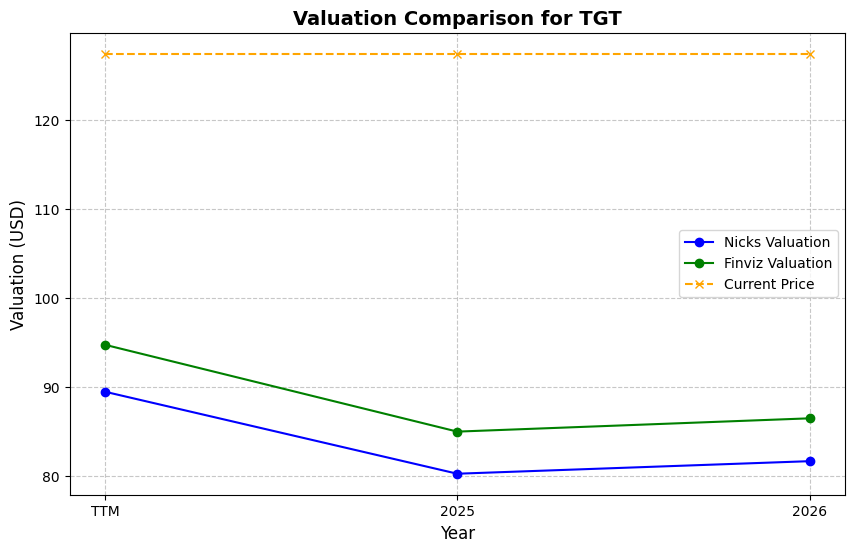 Valuation Comparison for TGT
Valuation (USD)
120
110
100
90
80
Nicks Valuation
Finviz Valuation
Current Price
TTM
2025
2026
Year